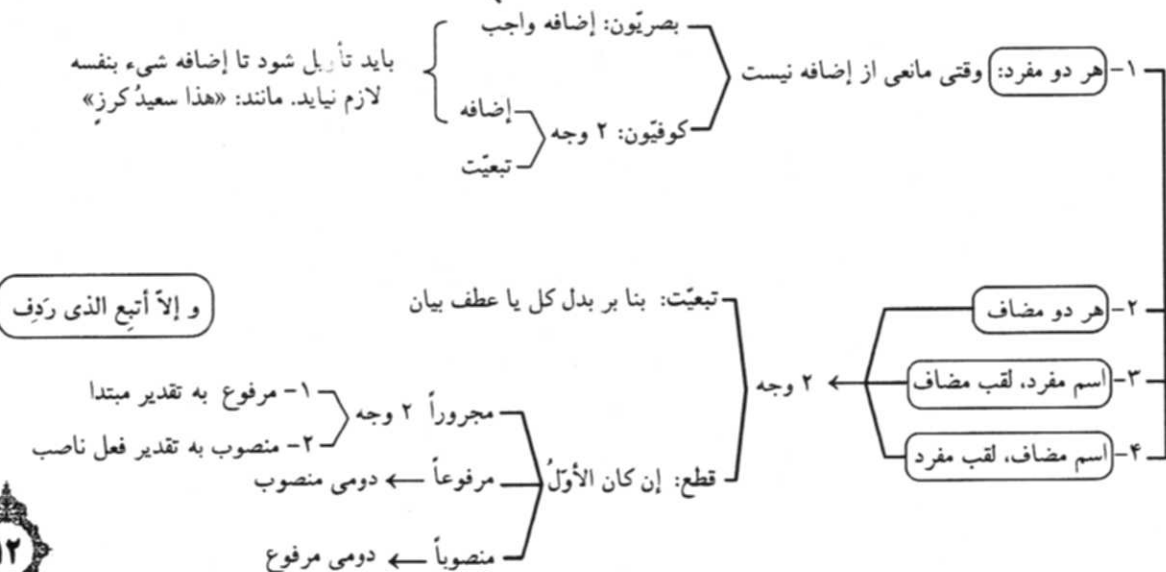 ۱- هر دو مفرد: وقتی مانعی از إضافه نیست
بصریّون: إضافه واجب
کوفیّون: ۲ وجه
إضافه
تبعیّت
باید تأویل شود تا إضافه شیء بنفسه
لازم نیاید. مانند: «هذا سعیدُ کرزٍ»
۲- هر دو مضاف
۳- اسم مفرد، لقب مضاف
۴- اسم مضاف، لقب مفرد
۲ وجه
تبعیّت: بنا بر بدل کل یا عطف بیان
و إلاّ أتبِع الذی رَدَِف
قطع: إن کان الأوّلُ
مجروراً ۲ وجه
۱- مرفوع به تقدیر مبتدا
۲- منصوب به تقدیر فعل ناصب
مرفوعاً ← دومی منصوب
منصوباً ← دومی مرفوع